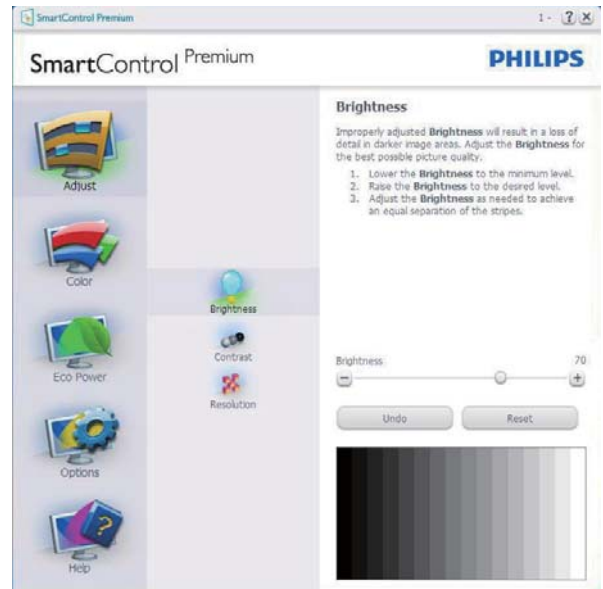 SmartControl Premium
1 - ? X
SmartControl Premium
PHILIPS
Adjust
Color
Eco Power
Options
?
Help
Brightness
Contrast
Resolution
Brightness
Improperly adjusted Brightness will result in a loss of
detail in darker image areas. Adjust the Brightness for
the best possible picture quality.
1. Lower the Brightness to the minimum level.
2. Raise the Brightness to the desired level.
3. Adjust the Brightness as needed to achieve
an equal separation of the stripes.
Brightness 70
Undo Reset